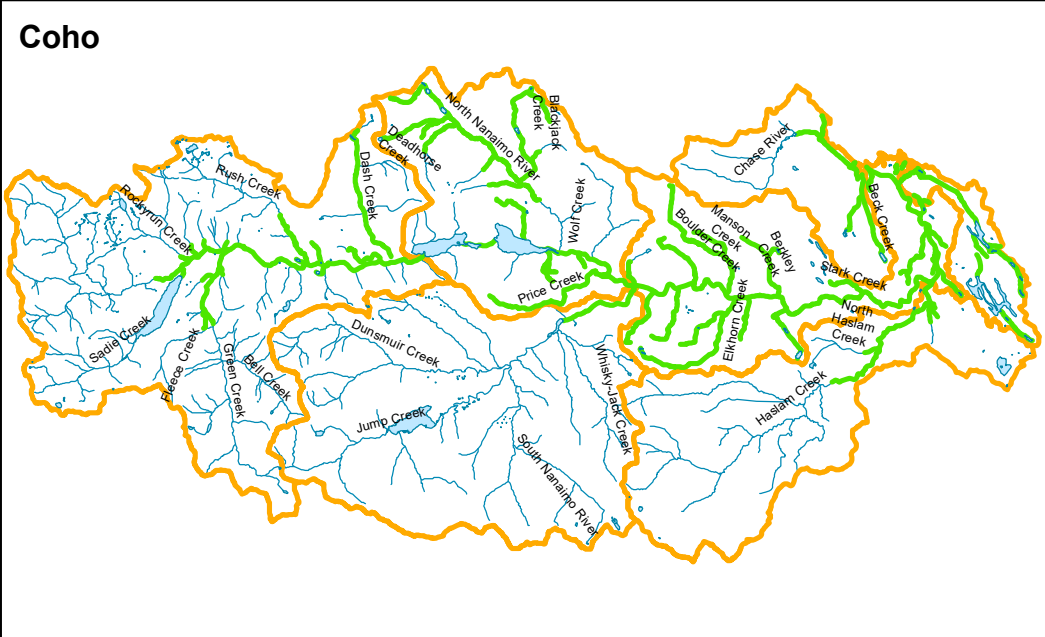 Coho
North Nanaimo River
Blackjack
Creek
Deadhorse
Creek
Dash Creek
Rush Creek
Rockyrun Creek
Wolf Creek
Chase River
Beck Creek
Manson
Creek
Boulder Creek
Berkley
Creek
Stark Creek
Price Creek
Elkhorn Creek
North
Haslam
Creek
Sadie Creek
Fleece Creek
Green Creek
Bell Creek
Dunsmuir Creek
Whisky-Jack Creek
Jump Creek
Haslam Creek
South Nanaimo River